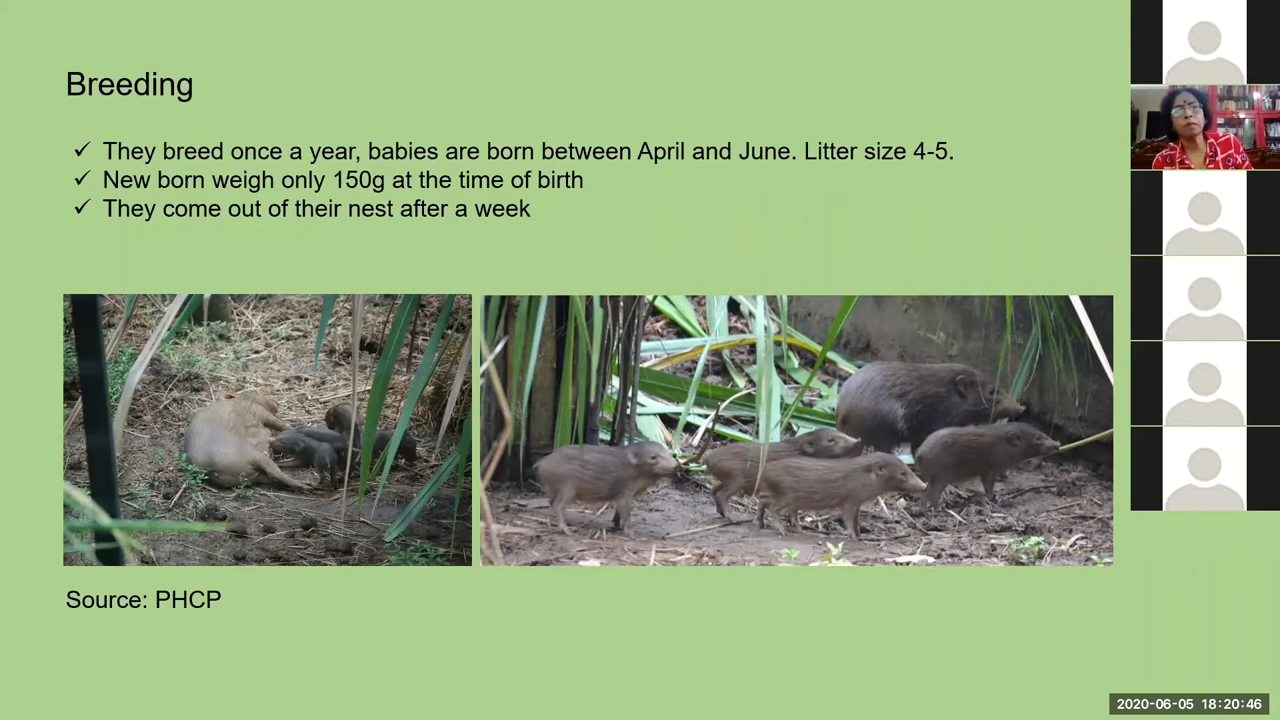 Breeding
✓ They breed once a year, babies are born between April and June. Litter size 4-5.
✓ New born weigh only 150g at the time of birth
✓ They come out of their nest after a week
Source: PHCP
2020-06-05 18:20:46